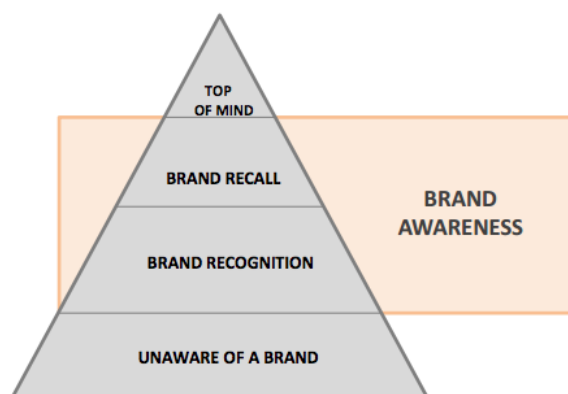 TOP
OF MIND
BRAND RECALL
BRAND
AWARENESS
BRAND RECOGNITION
UNAWARE OF A BRAND